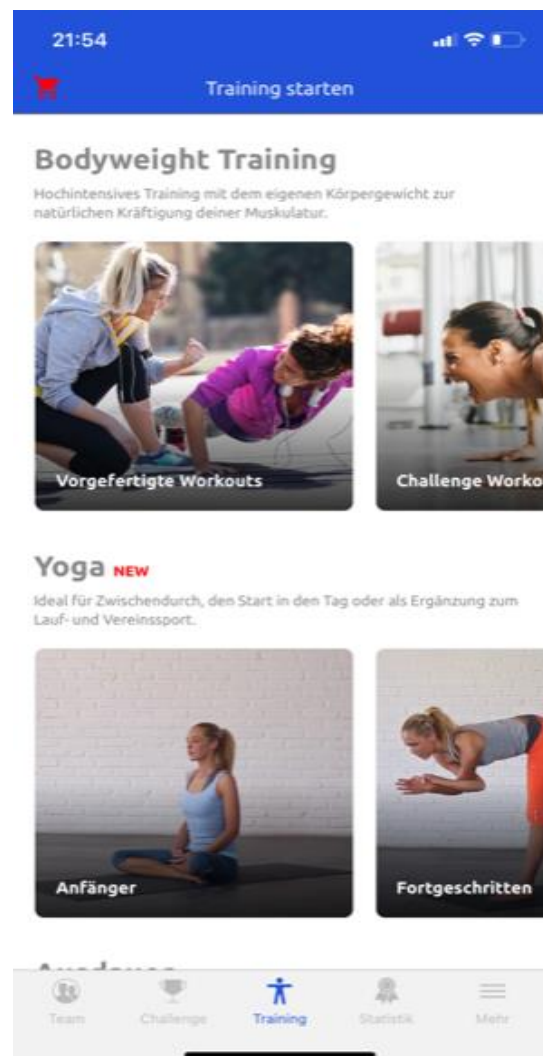 21:54
Training starten
Bodyweight Training
Hochintensives Training mit dem eigenen Körpergewicht zur
natürlichen Kräftigung deiner Muskulatur.
Vorgefertigte Workouts
Challenge Worko
Yoga NEW
Ideal für Zwischendurch, den Start in den Tag oder als Ergänzung zum
Lauf- und Vereinssport.
Anfänger
Fortgeschritten
Team
Challenge
Training
Statistik
Mehr